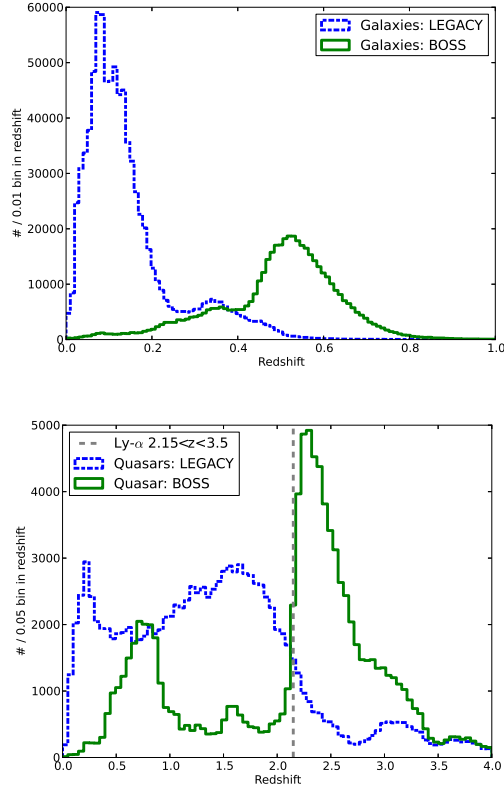 60000
50000
40000
30000
20000
10000
0
# / 0.01 bin in redshift
Galaxies: LEGACY
Galaxies: BOSS
0.0 0.2 0.4 0.6 0.8 1.0
Redshift
5000
4000
3000
2000
1000
0
# / 0.05 bin in redshift
Ly-α 2.15<z<3.5
Quasars: LEGACY
Quasar: BOSS
0.0 0.5 1.0 1.5 2.0 2.5 3.0 3.5 4.0
Redshift